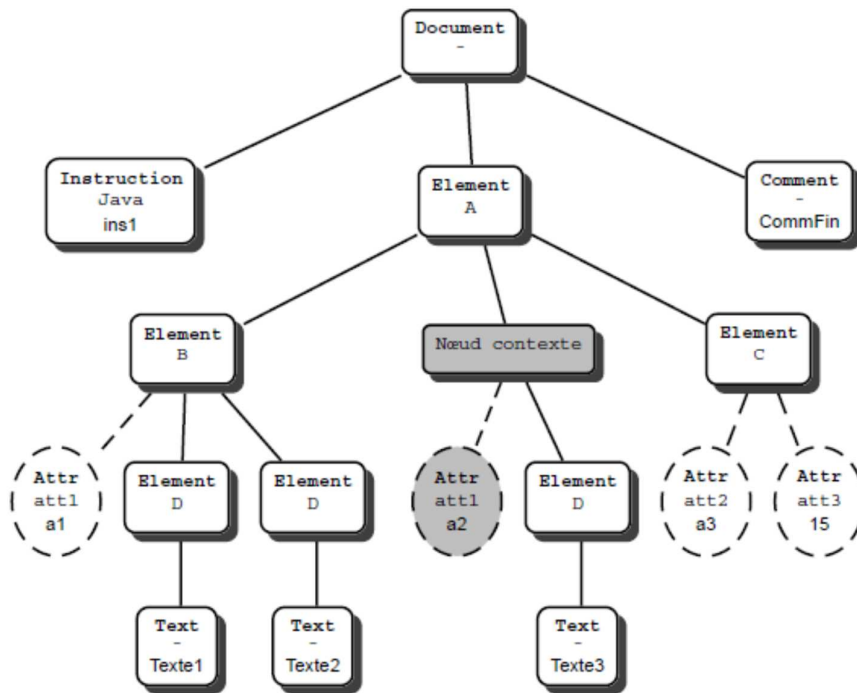 Document
-
Instruction
Java
ins1
Element
A
Comment
-
CommFin
Element
B
Nœud contexte
Element
C
Attr
att1
a1
Element
D
Element
D
Attr
att1
a2
Element
D
Attr
att2
a3
Attr
att3
15
Text
-
Texte1
Text
-
Texte2
Text
-
Texte3